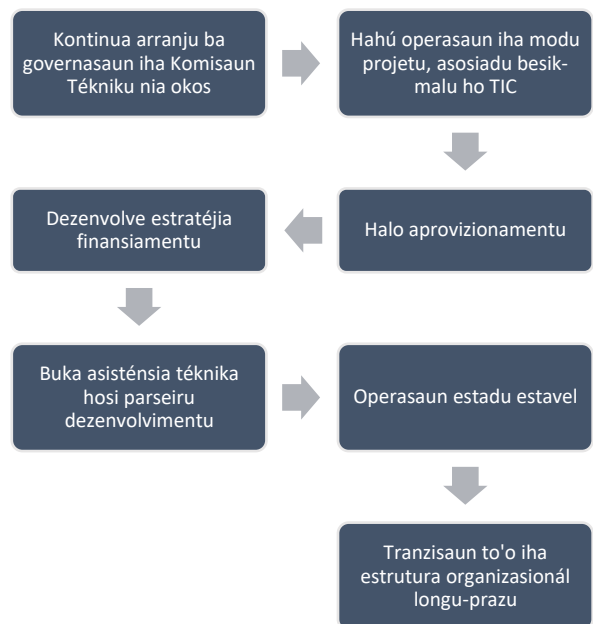 Kontinua arranju ba
governasaun iha Komisaun
Tékniku nia okos
Hahú operasaun iha modu
projetu, asosiadu besik-
malu ho TIC
Halo aprovizionamentu
Dezenvolve estratéjia
finansiamentu
Buka asisténsia téknika
hosi parseiru
dezenvolvimentu
Operasaun estadu estavel
Tranzisaun to'o iha
estrutura organizasionál
longu-prazu